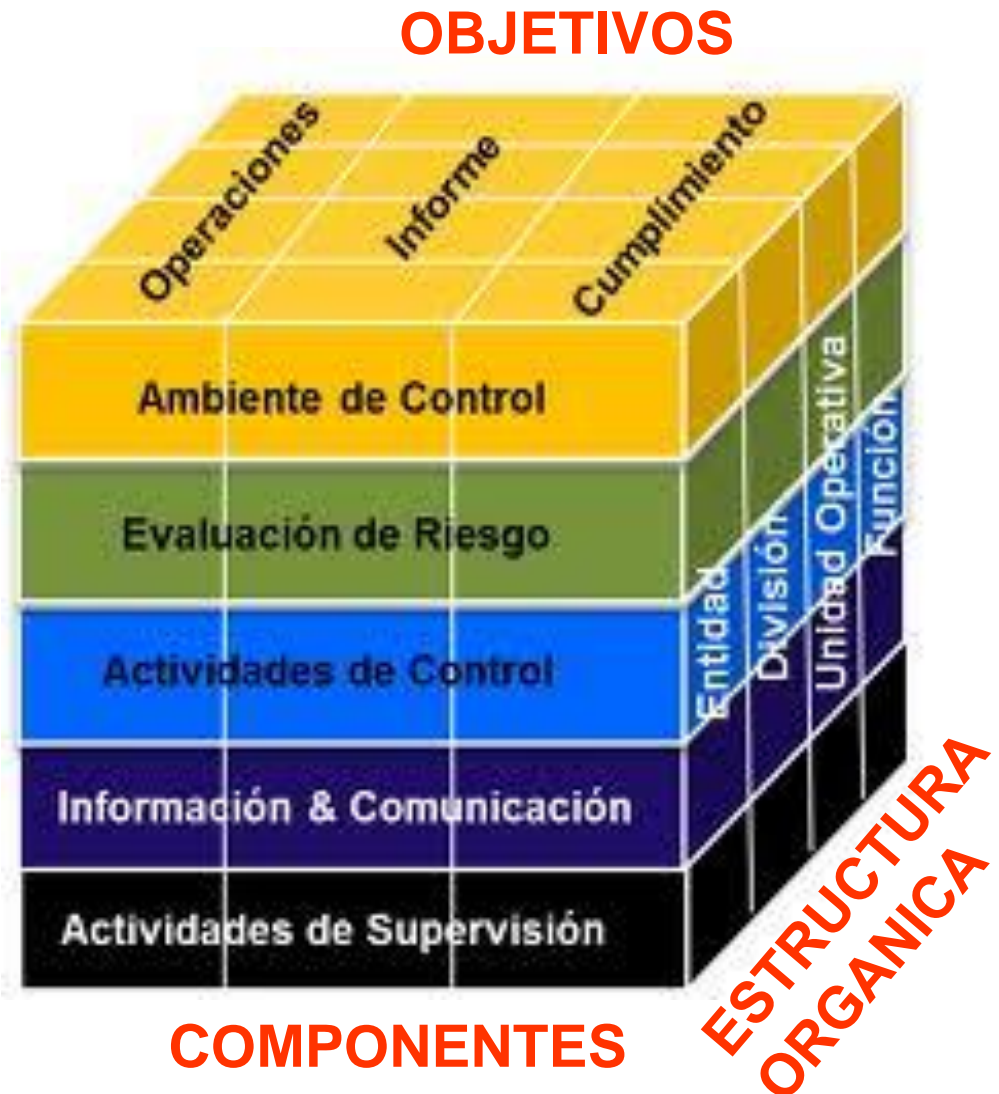 OBJETIVOS
Operaciones
Informe
Cumplimiento
Ambiente de Control
Evaluación de Riesgo
Actividades de Control
Información & Comunicación
Actividades de Supervisión
Entidad
División
Unidad Operativa
Función
COMPONENTES
ESTRUCTURA
ORGANICA